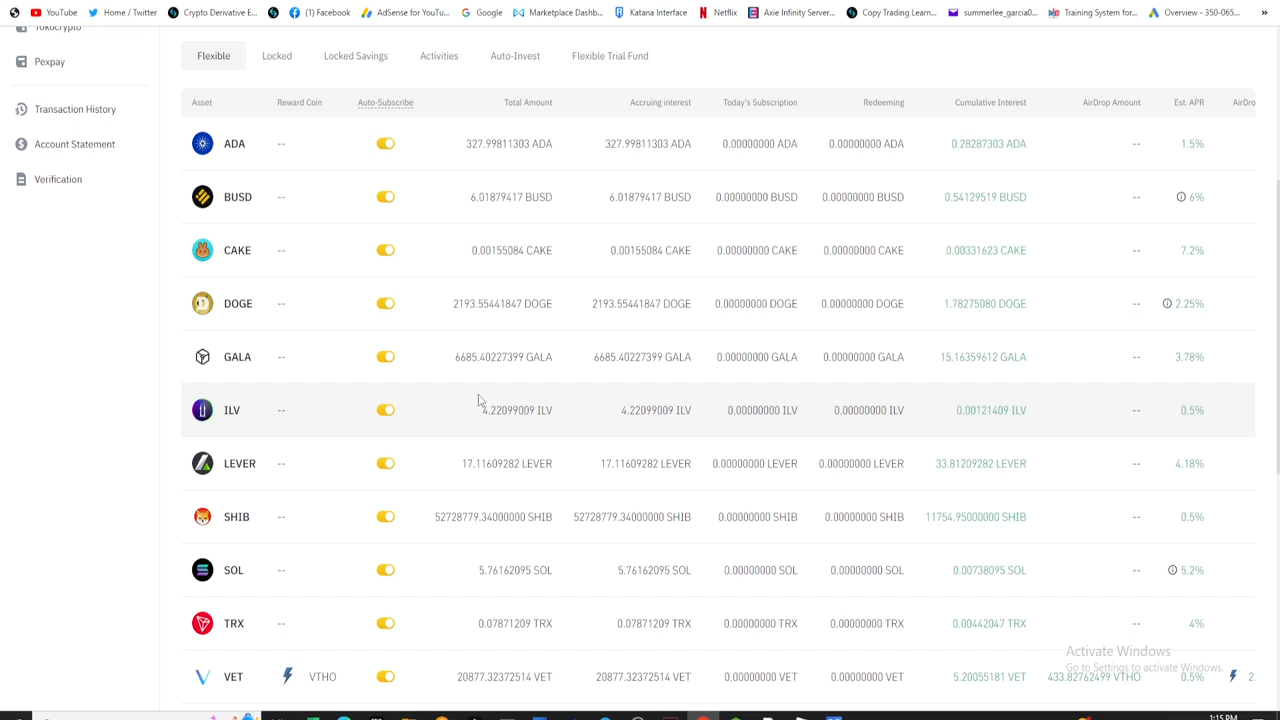 YouTube Home / Twitter Crypto Derivative E... (1) Facebook AdSense for YouTu... Google Marketplace Dashb... Katana Interface Netflix Axie Infinity Server... Copy Trading Learn... summerlee_garcia0... Training System for... Overview - 350-065... »
Tokocrypto
Pexpay
Transaction History
Account Statement
Verification
Flexible Locked Locked Savings Activities Auto-Invest Flexible Trial Fund
Asset Reward Coin Auto-Subscribe Total Amount Accruing interest Today's Subscription Redeeming Cumulative Interest AirDrop Amount Est. APR AirDro
ADA -- 327.99811303 ADA 327.99811303 ADA 0.00000000 ADA 0.00000000 ADA 0.28287303 ADA -- 1.5%
BUSD -- 6.01879417 BUSD 6.01879417 BUSD 0.00000000 BUSD 0.00000000 BUSD 0.54129519 BUSD -- 6%
CAKE -- 0.00155084 CAKE 0.00155084 CAKE 0.00000000 CAKE 0.00000000 CAKE 0.00331623 CAKE -- 7.2%
DOGE -- 2193.55441847 DOGE 2193.55441847 DOGE 0.00000000 DOGE 0.00000000 DOGE 1.78275080 DOGE -- 2.25%
GALA -- 6685.40227399 GALA 6685.40227399 GALA 0.00000000 GALA 0.00000000 GALA 15.16359612 GALA -- 3.78%
ILV -- 4.22099009 ILV 4.22099009 ILV 0.00000000 ILV 0.00000000 ILV 0.00121409 ILV -- 0.5%
LEVER -- 17.11609282 LEVER 17.11609282 LEVER 0.00000000 LEVER 0.00000000 LEVER 33.81209282 LEVER -- 4.18%
SHIB -- 52728779.34000000 SHIB 52728779.34000000 SHIB 0.00000000 SHIB 0.00000000 SHIB 11754.95000000 SHIB -- 0.5%
SOL -- 5.76162095 SOL 5.76162095 SOL 0.00000000 SOL 0.00000000 SOL 0.00738095 SOL -- 5.2%
TRX -- 0.07871209 TRX 0.07871209 TRX 0.00000000 TRX 0.00000000 TRX 0.00442047 TRX -- 4%
VET VTHO 20877.32372514 VET 20877.32372514 VET 0.00000000 VET 0.00000000 VET 5.20055181 VET 433.82762499 VTHO 0.5% 2.
Activate Windows
Go to Settings to activate Windows.
1:15 PM